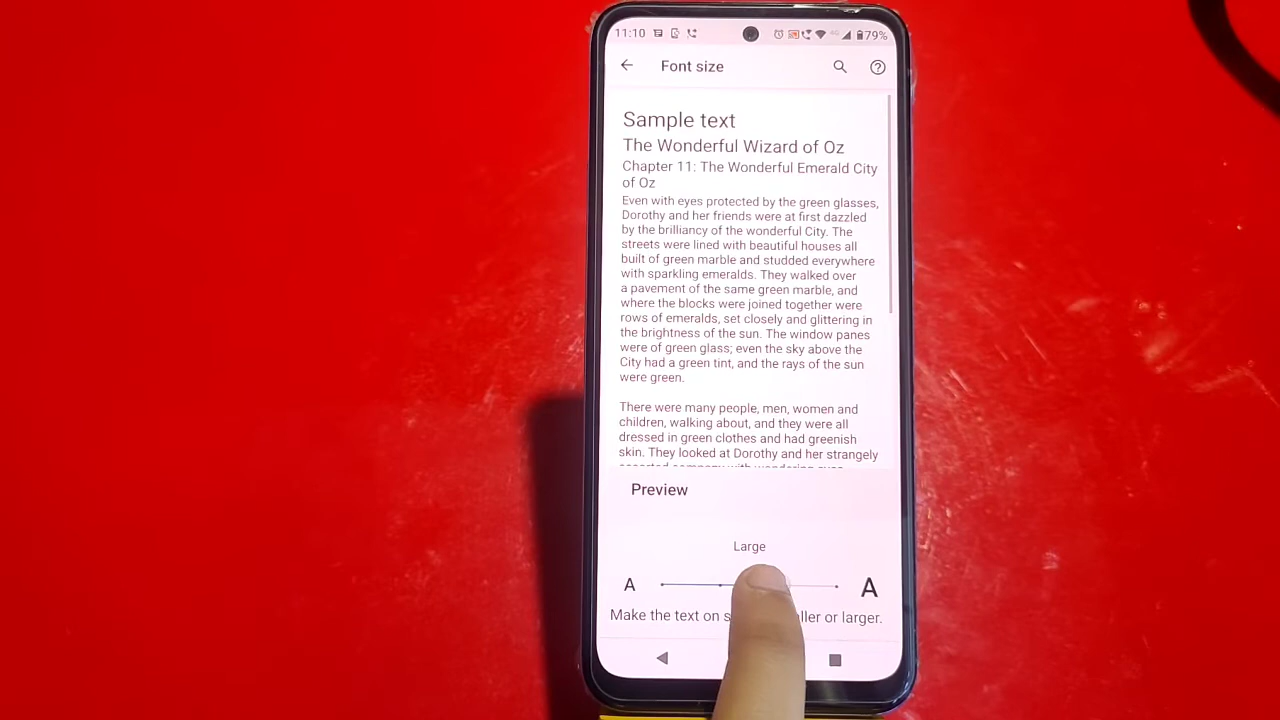 11:10 79%
Font size
Sample text
The Wonderful Wizard of Oz
Chapter 11: The Wonderful Emerald City
of Oz
Even with eyes protected by the green glasses,
Dorothy and her friends were at first dazzled
by the brilliancy of the wonderful City. The
streets were lined with beautiful houses all
built of green marble and studded everywhere
with sparkling emeralds. They walked over
a pavement of the same green marble, and
where the blocks were joined together were
rows of emeralds, set closely and glittering in
the brightness of the sun. The window panes
were of green glass; even the sky above the
City had a green tint, and the rays of the sun
were green.
There were many people, men, women and
children, walking about, and they were all
dressed in green clothes and had greenish
skin. They looked at Dorothy and her strangely
Preview
Large
A A
Make the text on s ller or larger.